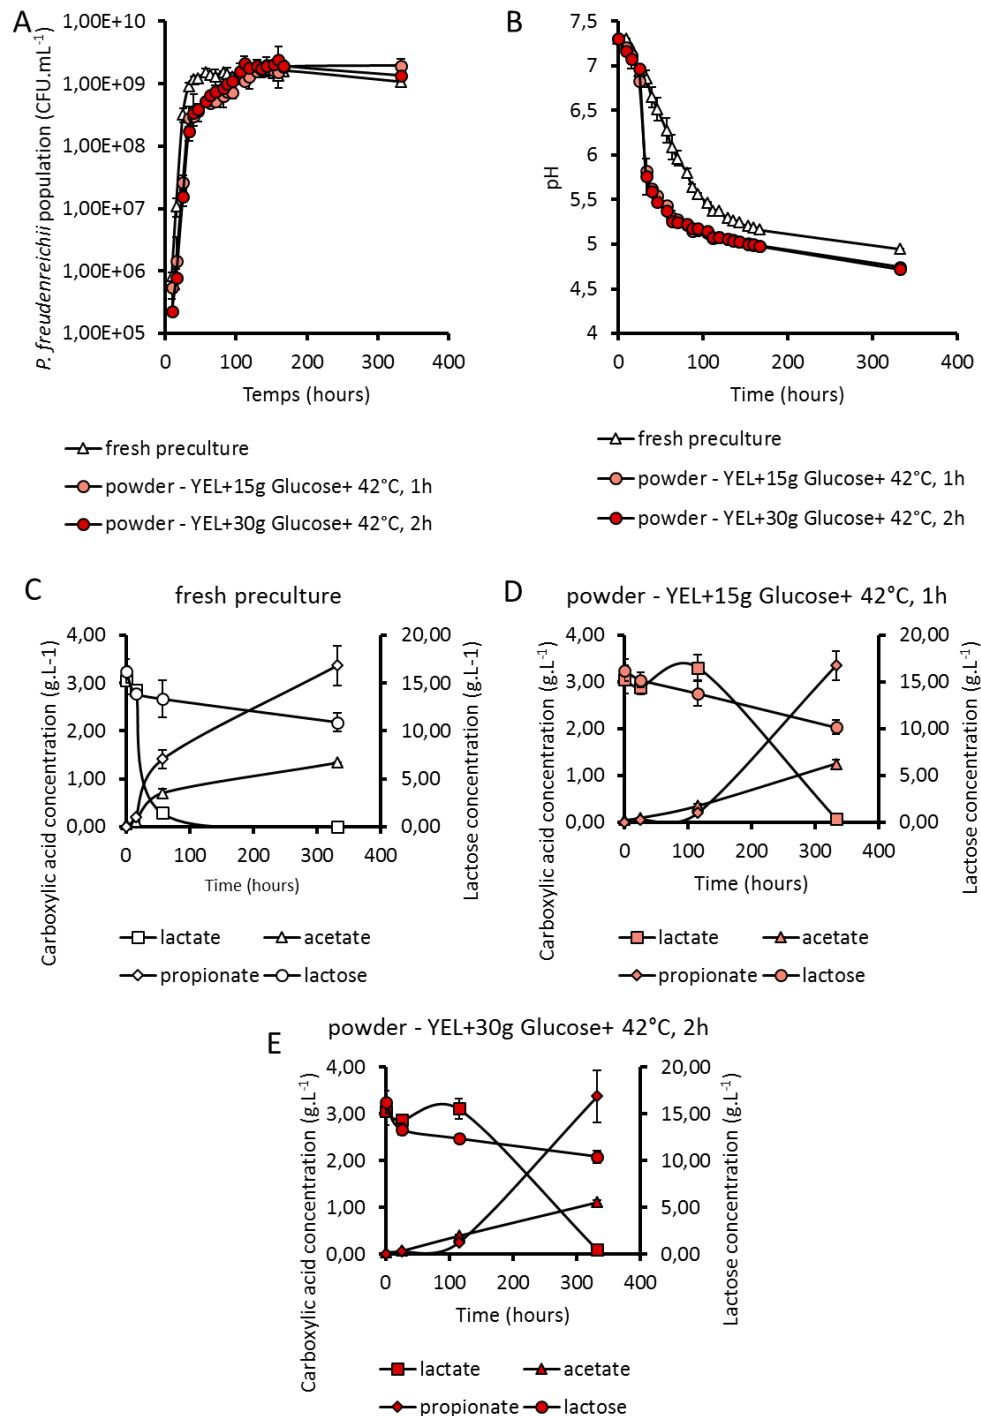 A
P. freudenreichii population (CFU.mL-1)
1,00E+10
1,00E+09
1,00E+08
1,00E+07
1,00E+06
1,00E+05
0 100 200 300 400
Temps (hours)
fresh preculture
powder - YEL+15g Glucose+ 42°C, 1h
powder - YEL+30g Glucose+ 42°C, 2h
B
pH
7,5
7
6,5
6
5,5
5
4,5
4
0 100 200 300 400
Time (hours)
fresh preculture
powder - YEL+15g Glucose+ 42°C, 1h
powder - YEL+30g Glucose+ 42°C, 2h
C
fresh preculture
Carboxylic acid concentration (g.L-1)
4,00
3,00
2,00
1,00
0,00
20,00
15,00
10,00
5,00
0,00
Lactose concentration (g.L-1)
0 100 200 300 400
Time (hours)
lactate acetate
propionate lactose
D
powder - YEL+15g Glucose+ 42°C, 1h
Carboxylic acid concentration (g.L-1)
4,00
3,00
2,00
1,00
0,00
20,00
15,00
10,00
5,00
0,00
Lactose concentration (g.L-1)
0 100 200 300 400
Time (hours)
lactate acetate
propionate lactose
E
powder - YEL+30g Glucose+ 42°C, 2h
Carboxylic acid concentration (g.L-1)
4,00
3,00
2,00
1,00
0,00
20,00
15,00
10,00
5,00
0,00
Lactose concentration (g.L-1)
0 100 200 300 400
Time (hours)
lactate acetate
propionate lactose